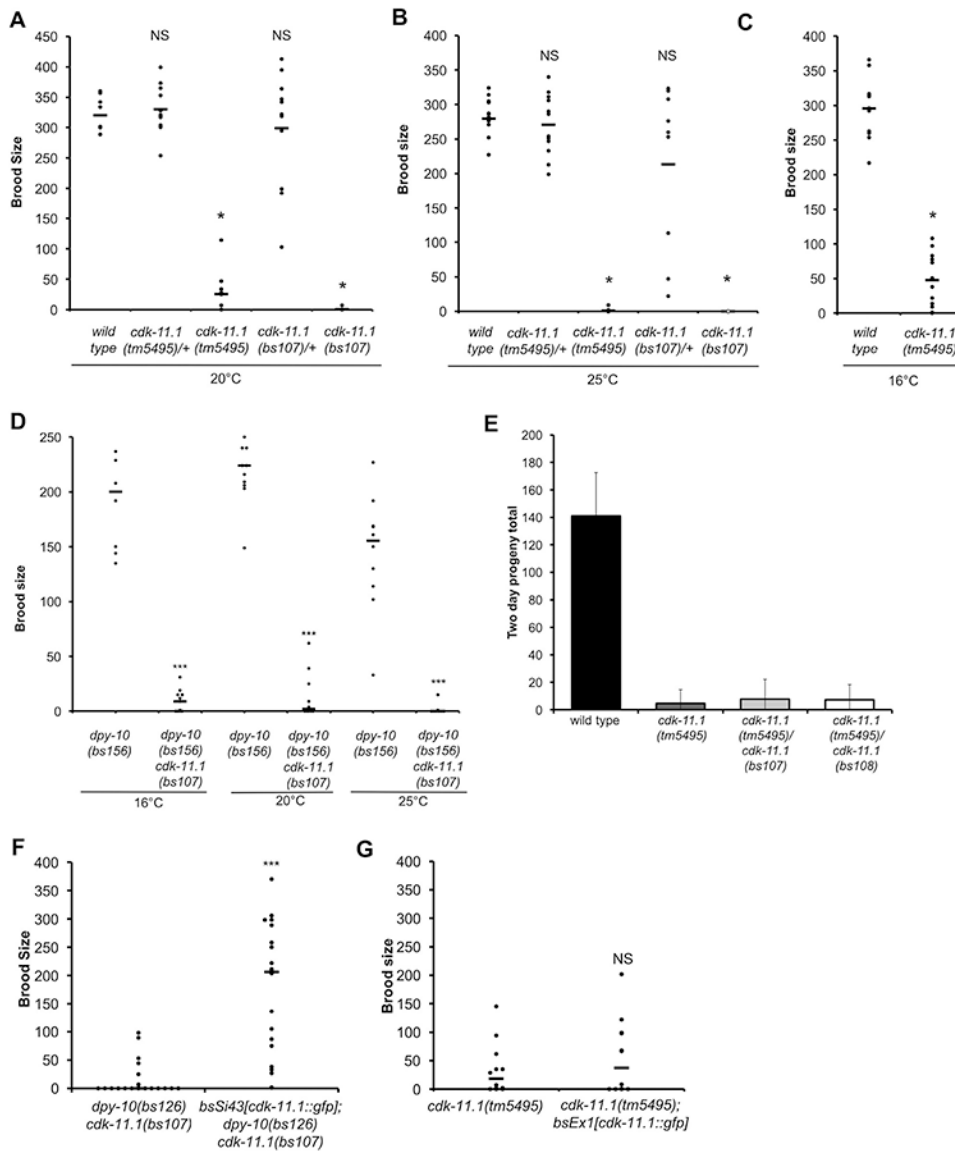 A
NS
NS
450
400
350
300
250
200
150
100
50
0
Brood Size
*
*
wild cdk-11.1 cdk-11.1 cdk-11.1 cdk-11.1
type (tm5495)/+ (tm5495) (bs107)/+ (bs107)
20°C
B
NS
NS
400
350
300
250
200
150
100
50
0
Brood size
*
*
wild cdk-11.1 cdk-11.1 cdk-11.1 cdk-11.1
type (tm5495)/+ (tm5495) (bs107)/+ (bs107)
25°C
C
400
350
300
250
200
150
100
50
0
Brood size
*
wild cdk-11.1
type (tm5495)
16°C
D
250
200
150
100
50
0
Brood size
***
***
***
dpy-10 dpy-10 dpy-10 dpy-10 dpy-10 dpy-10
(bs156) (bs156) (bs156) (bs156) (bs156) (bs156)
cdk-11.1 cdk-11.1 cdk-11.1
(bs107) (bs107) (bs107)
16°C 20°C 25°C
E
200
180
160
140
120
100
80
60
40
20
0
Two day progeny total
wild type cdk-11.1 cdk-11.1 cdk-11.1
(tm5495) (tm5495)/ (tm5495)/
cdk-11.1 cdk-11.1
(bs107) (bs108)
F
400
350
300
250
200
150
100
50
0
Brood Size
***
dpy-10(bs126) bsSi43[cdk-11.1::gfp];
cdk-11.1(bs107) dpy-10(bs126)
cdk-11.1(bs107)
G
400
350
300
250
200
150
100
50
0
Brood size
NS
cdk-11.1(tm5495) cdk-11.1(tm5495);
bsEx1[cdk-11.1::gfp]